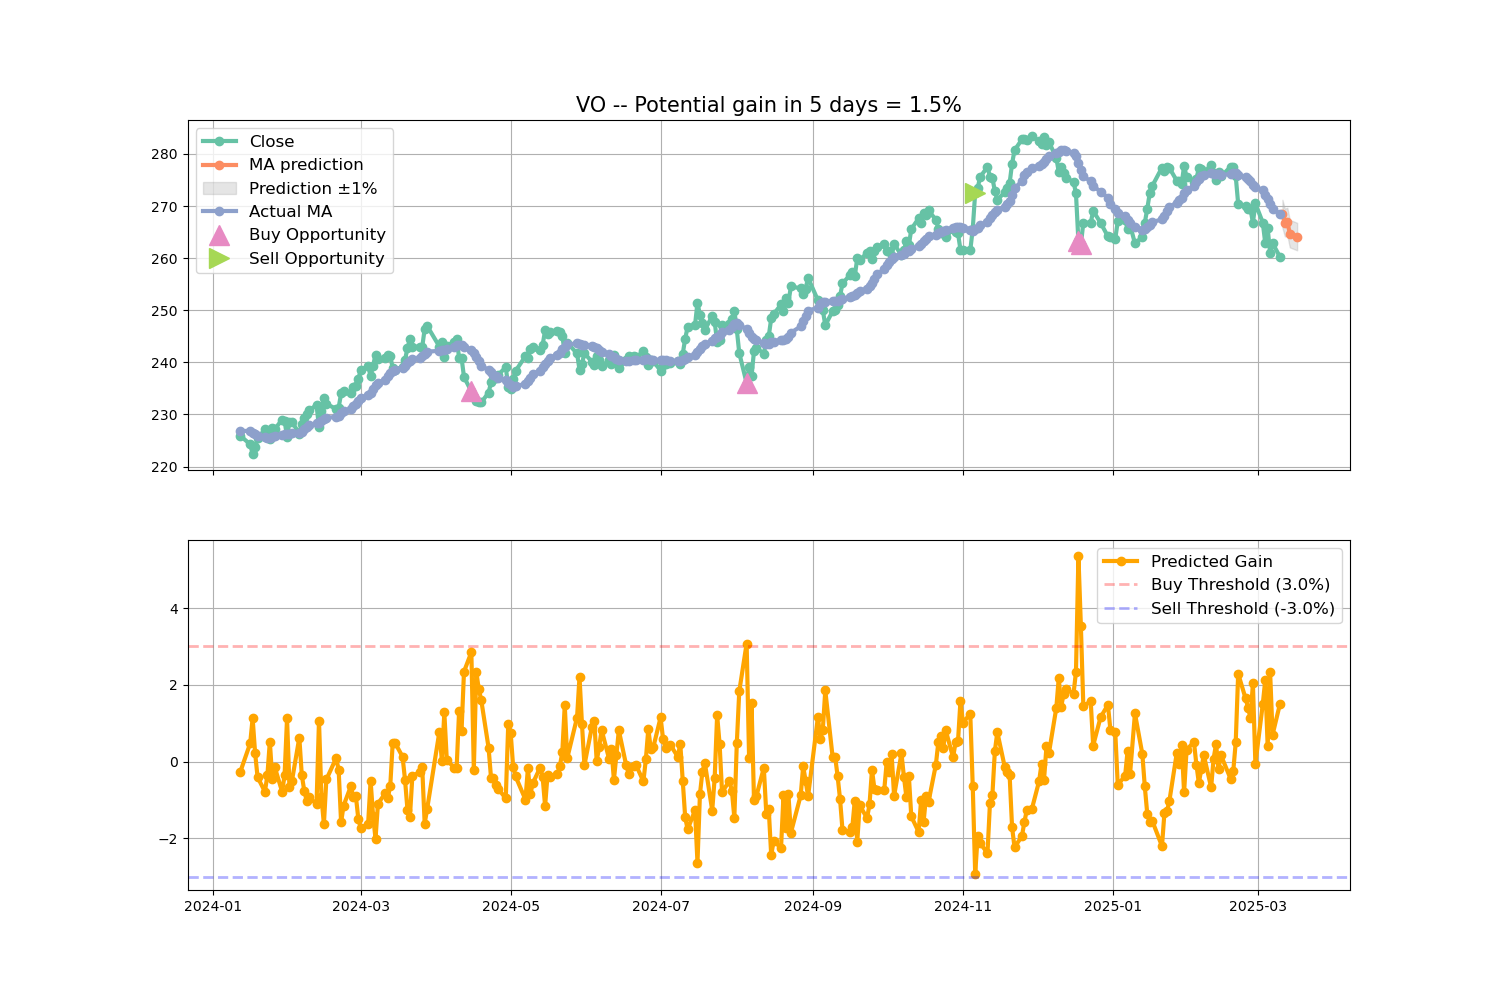 VO -- Potential gain in 5 days = 1.5%
280
270
260
250
240
230
220
Close
MA prediction
Prediction ±1%
Actual MA
Buy Opportunity
Sell Opportunity
4
2
0
−2
Predicted Gain
Buy Threshold (3.0%)
Sell Threshold (-3.0%)
2024-01 2024-03 2024-05 2024-07 2024-09 2024-11 2025-01 2025-03